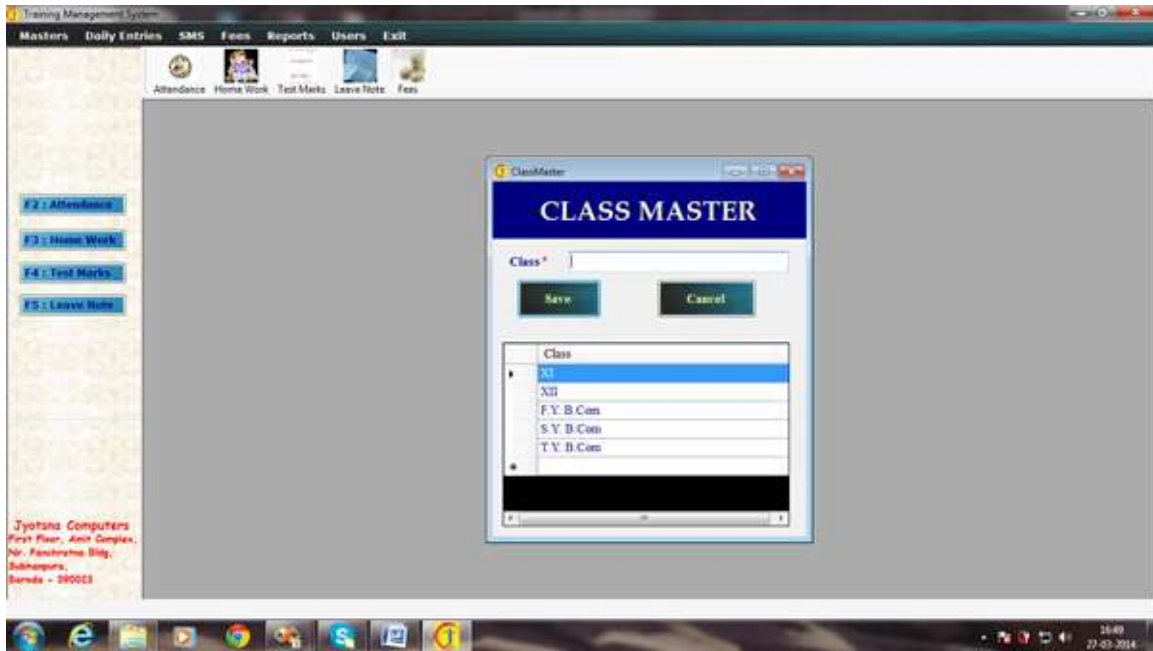 Training Management System
Masters Daily Entries SMS Fees Reports Users Exit
Attendance Home Work Test Marks Leave Note Fees
ClassMaster
CLASS MASTER
F2 : Attendance
F3 : Home Work
F4 : Test Marks
F5 : Leave Note
Class*
Save Cancel
Class
XI
XII
F.Y. B.Com
S.Y. B.Com
T.Y. B.Com
Jyotsna Computers
First Floor, Amit Complex,
Nr. Panchratna Bldg,
Subhanpura,
Baroda - 390023
16:49
27-03-2014